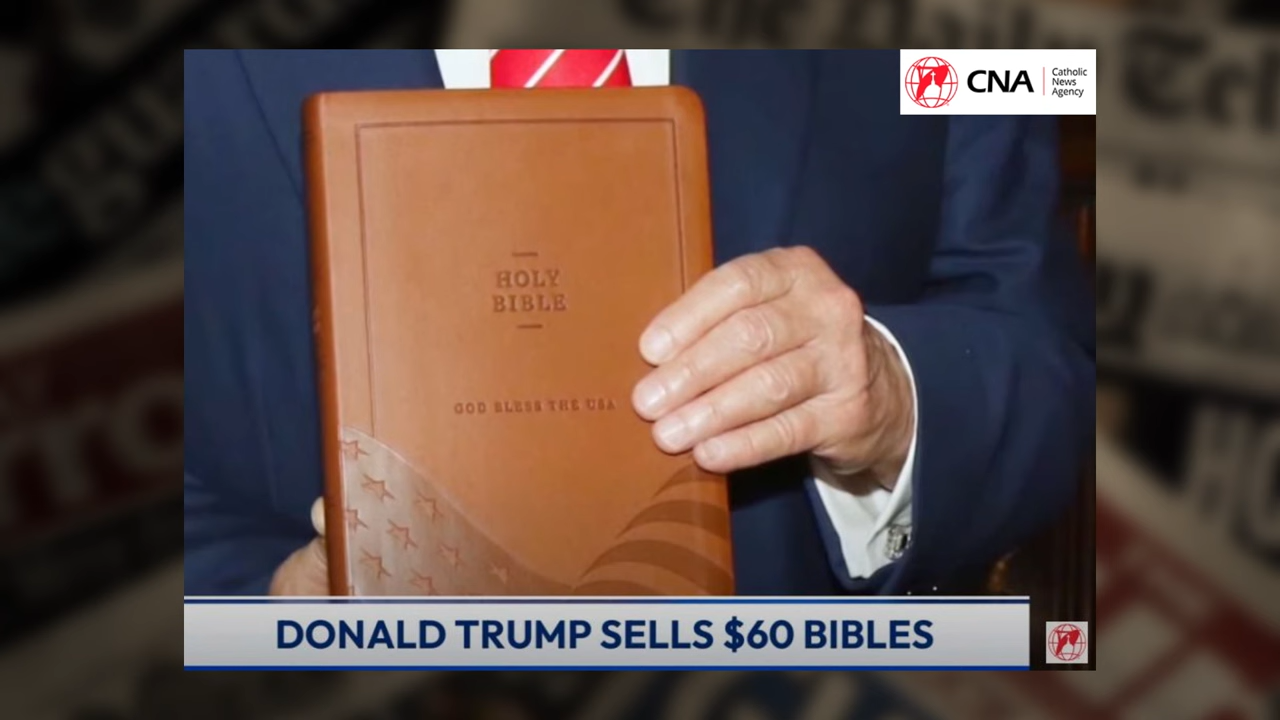 CNA
Catholic
News
Agency
HOLY
BIBLE
GOD BLESS THE USA
DONALD TRUMP SELLS $60 BIBLES